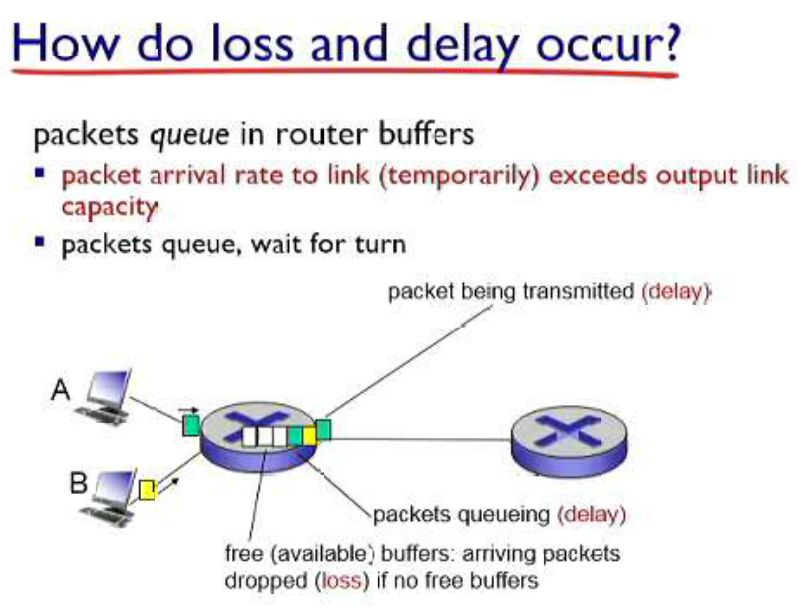 How do loss and delay occur?
packets queue in router buffers
▪ packet arrival rate to link (temporarily) exceeds output link
capacity
▪ packets queue, wait for turn
packet being transmitted (delay)
A
B
packets queueing (delay)
free (available) buffers: arriving packets
dropped (loss) if no free buffers